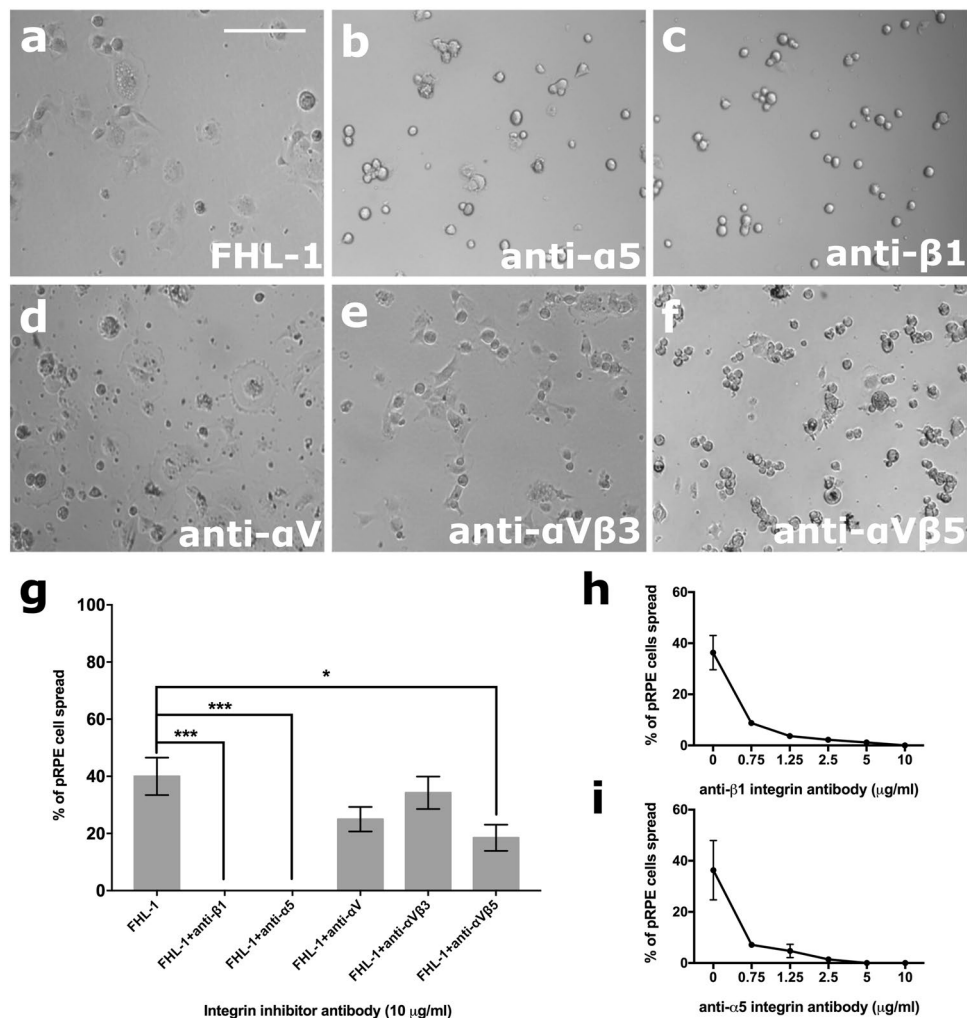 a
FHL-1
b
anti-α5
c
anti-β1
d
anti-αV
e
anti-αVβ3
f
anti-αVβ5
g
% of pRPE cell spread
100
80
60
40
20
0
*
***
***
FHL-1
FHL-1+anti-β1
FHL-1+anti-α5
FHL-1+anti-αV
FHL-1+anti-αVβ3
FHL-1+anti-αVβ5
Integrin inhibitor antibody (10 μg/ml)
h
% of pRPE cells spread
60
40
20
0
0 0.75 1.25 2.5 5 10
anti-β1 integrin antibody (μg/ml)
i
% of pRPE cells spread
60
40
20
0
0 0.75 1.25 2.5 5 10
anti-α5 integrin antibody (μg/ml)